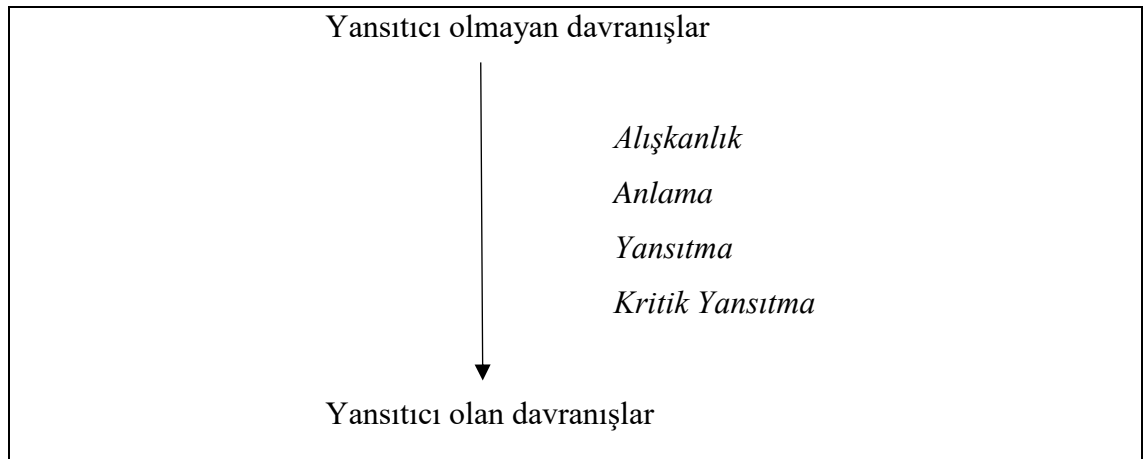 Yansıtıcı olmayan davranışlar
Alışkanlık
Anlama
Yansıtma
Kritik Yansıtma
Yansıtıcı olan davranışlar